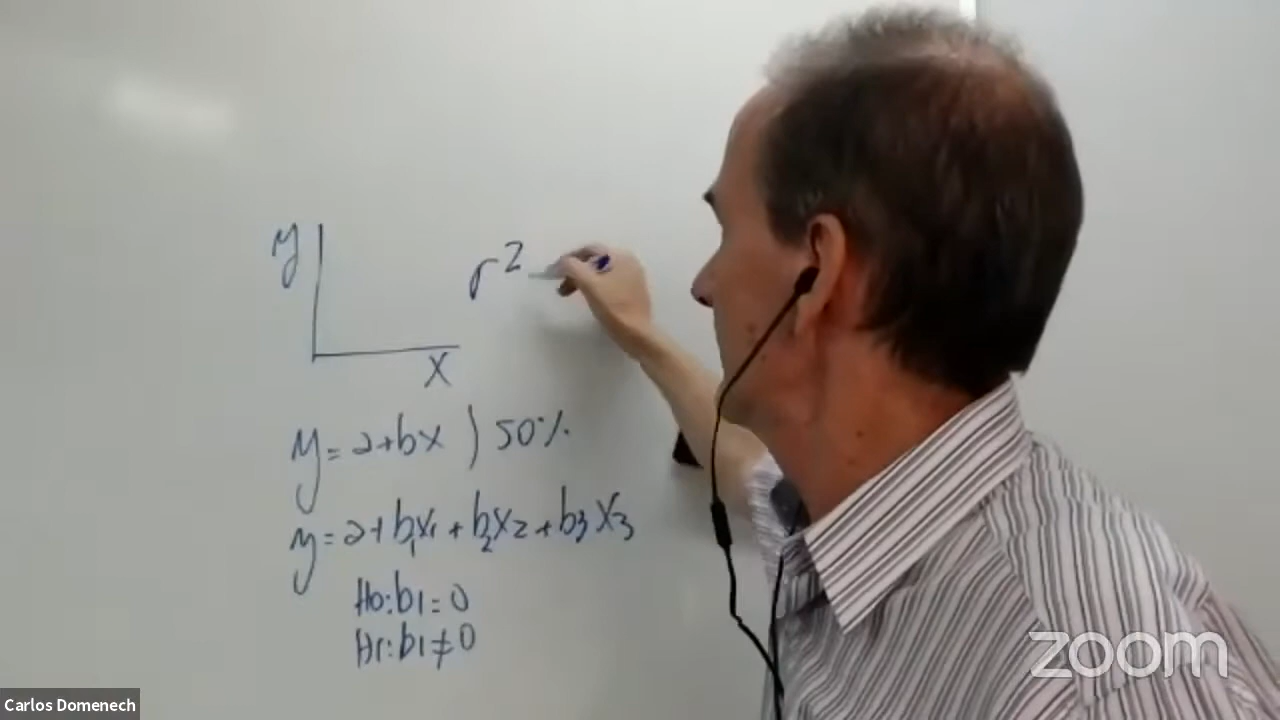 y
r²
x
y = a+bx ) 50%
y = a+b₁x₁ + b₂x₂ + b₃x₃
H0: b1 = 0
H1: b1 ≠ 0
zoom
Carlos Domenech